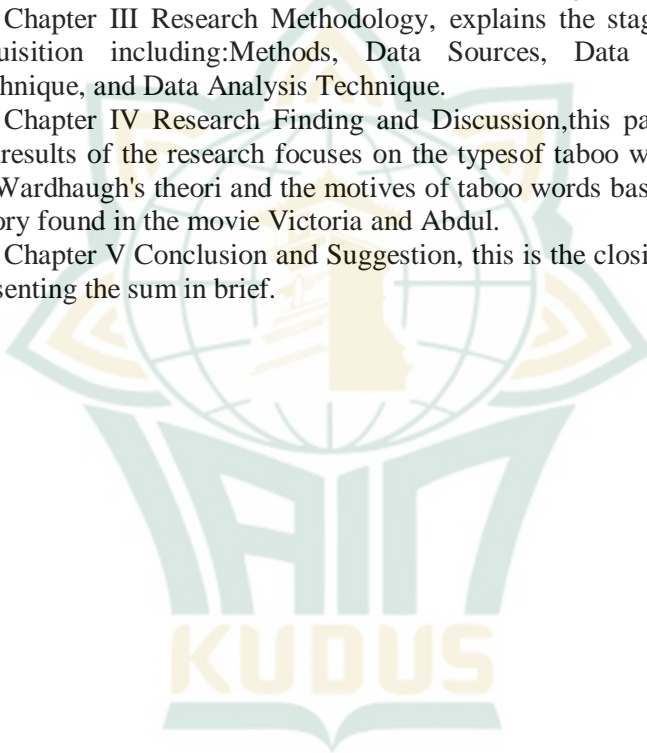 Chapter III Research Methodology, explains the stag
uisition including:Methods, Data Sources, Data
hnique, and Data Analysis Technique.
Chapter IV Research Finding and Discussion,this pa
results of the research focuses on the typesof taboo w
Wardhaugh's theori and the motives of taboo words bas
ory found in the movie Victoria and Abdul.
Chapter V Conclusion and Suggestion, this is the closi
senting the sum in brief.
IAIN
KUDUS